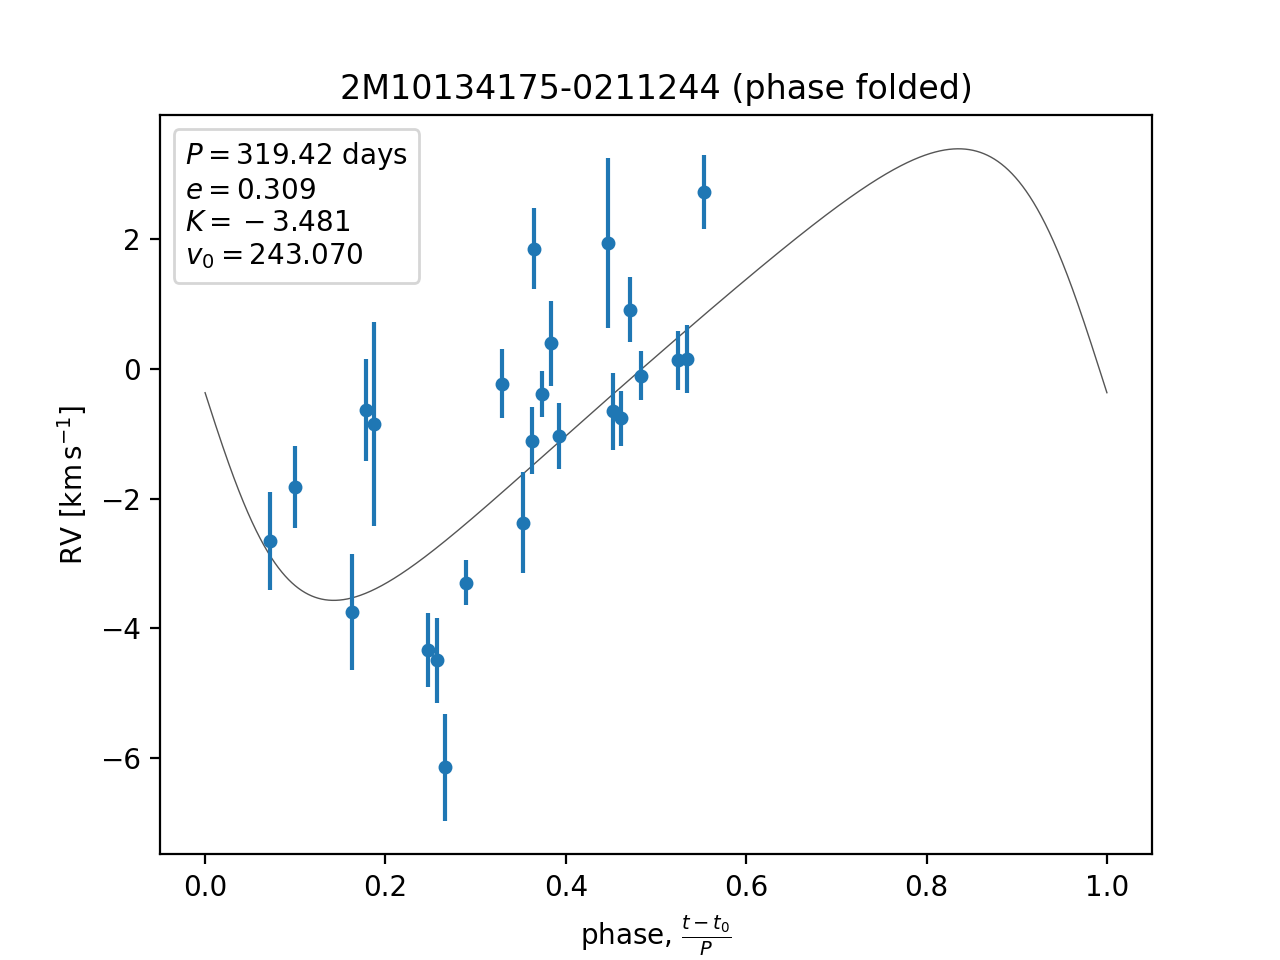 2M10134175-0211244 (phase folded)
P = 319.42 days
e = 0.309
K = − 3.481
v₀ = 243.070
2
0
−2
−4
−6
RV [km s⁻¹]
0.0 0.2 0.4 0.6 0.8 1.0
phase, (t − t₀)/P